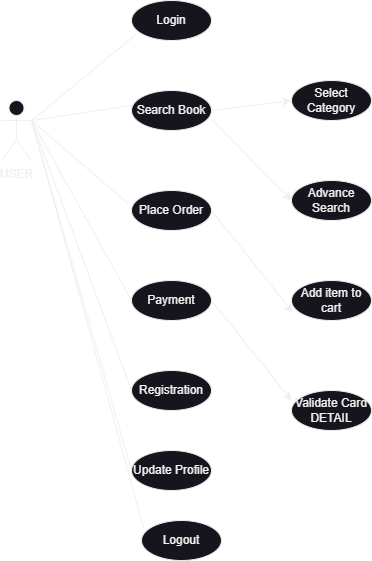 Login
Search Book
Select
Category
USER
Advance
Search
Place Order
Payment
Add item to
cart
Registration
Validate Card
DETAIL
Update Profile
Logout